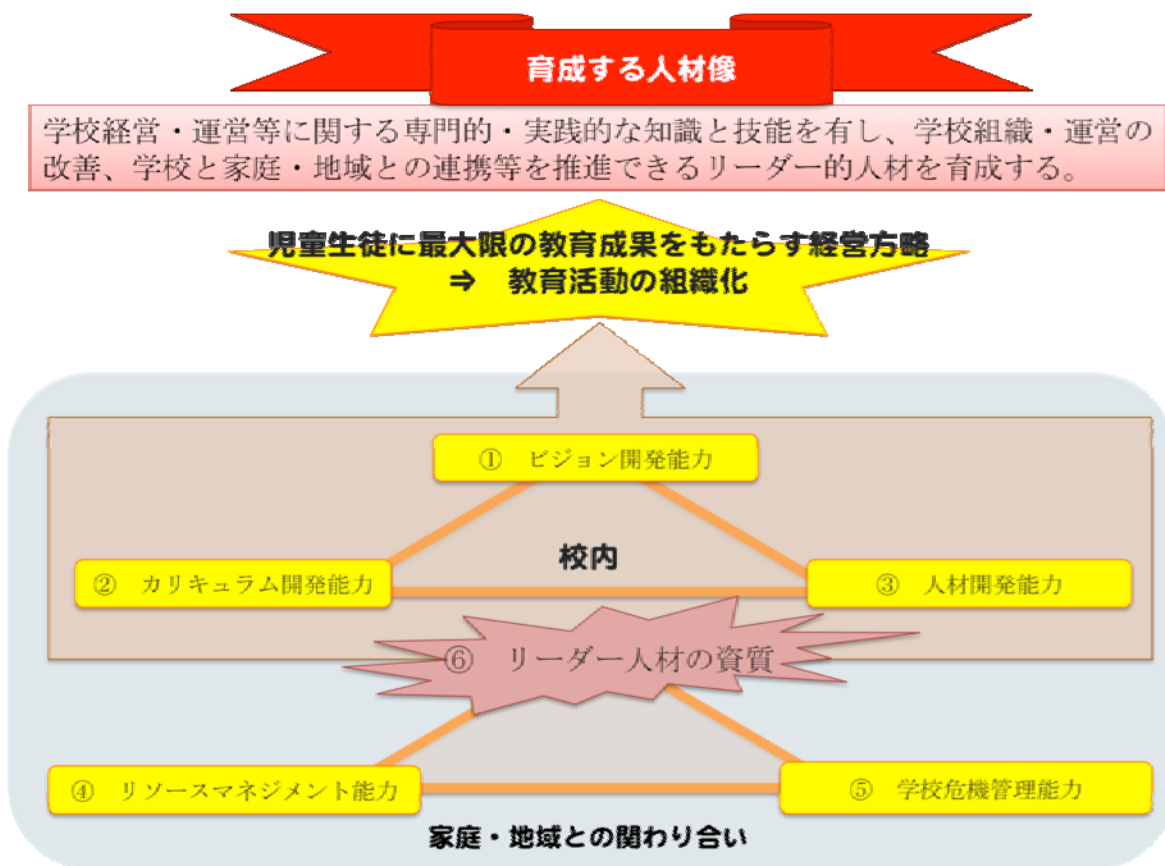 育成する人材像
学校経営・運営等に関する専門的・実践的な知識と技能を有し、学校組織・運営の
改善、学校と家庭・地域との連携等を推進できるリーダー的人材を育成する。
児童生徒に最大限の教育成果をもたらす経営方略
⇒ 教育活動の組織化
① ビジョン開発能力
校内
② カリキュラム開発能力
③ 人材開発能力
⑥ リーダー人材の資質
④ リソースマネジメント能力
⑤ 学校危機管理能力
家庭・地域との関わり合い